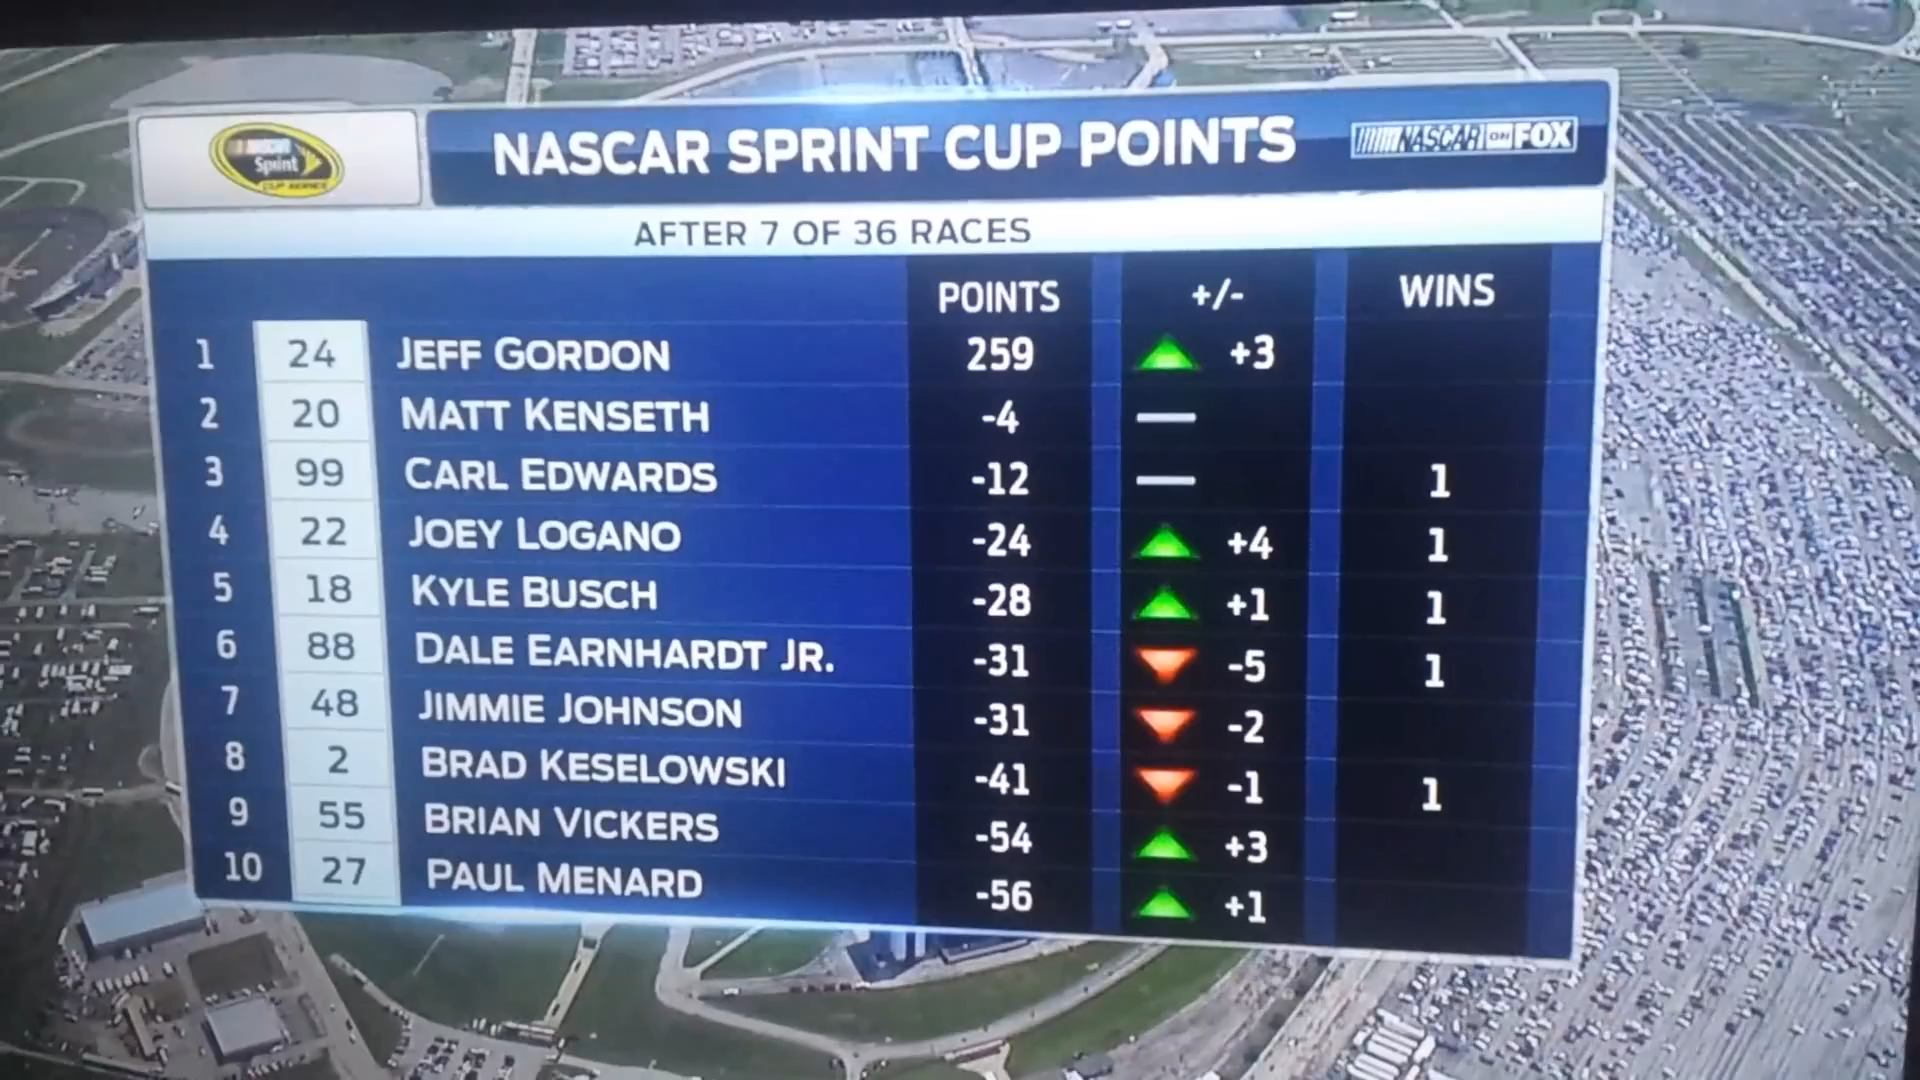 NASCAR
Sprint
CUP SERIES
NASCAR SPRINT CUP POINTS
NASCAR ON FOX
AFTER 7 OF 36 RACES
POINTS +/- WINS
1 24 JEFF GORDON 259 +3
2 20 MATT KENSETH -4 —
3 99 CARL EDWARDS -12 — 1
4 22 JOEY LOGANO -24 +4 1
5 18 KYLE BUSCH -28 +1 1
6 88 DALE EARNHARDT JR. -31 -5 1
7 48 JIMMIE JOHNSON -31 -2
8 2 BRAD KESELOWSKI -41 -1 1
9 55 BRIAN VICKERS -54 +3
10 27 PAUL MENARD -56 +1